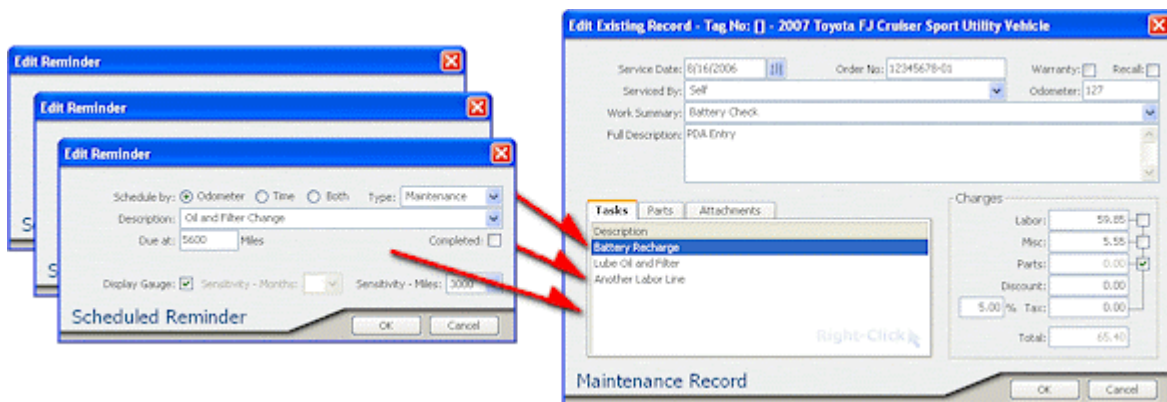 Edit Reminder
Edit Reminder
Edit Reminder
Schedule by: Odometer Time Both Type: Maintenance
Description: Oil and Filter Change
Due at: 5600 Miles Completed:
Display Gauge: Sensitivity - Months: Sensitivity - Miles: 3000
Scheduled Reminder
OK Cancel
S
S
Edit Existing Record - Tag No: [] - 2007 Toyota FJ Cruiser Sport Utility Vehicle
Service Date: 8/16/2006 Order No: 12345678-01 Warranty: Recall:
Serviced By: Self Odometer: 127
Work Summary: Battery Check
Full Description: PDA Entry
Tasks Parts Attachments
Description
Battery Recharge
Lube Oil and Filter
Another Labor Line
Right-Click
Charges
Labor: 59.85
Misc: 5.55
Parts: 0.00
Discount: 0.00
5.00 % Tax: 0.00
Total: 65.40
Maintenance Record
OK Cancel